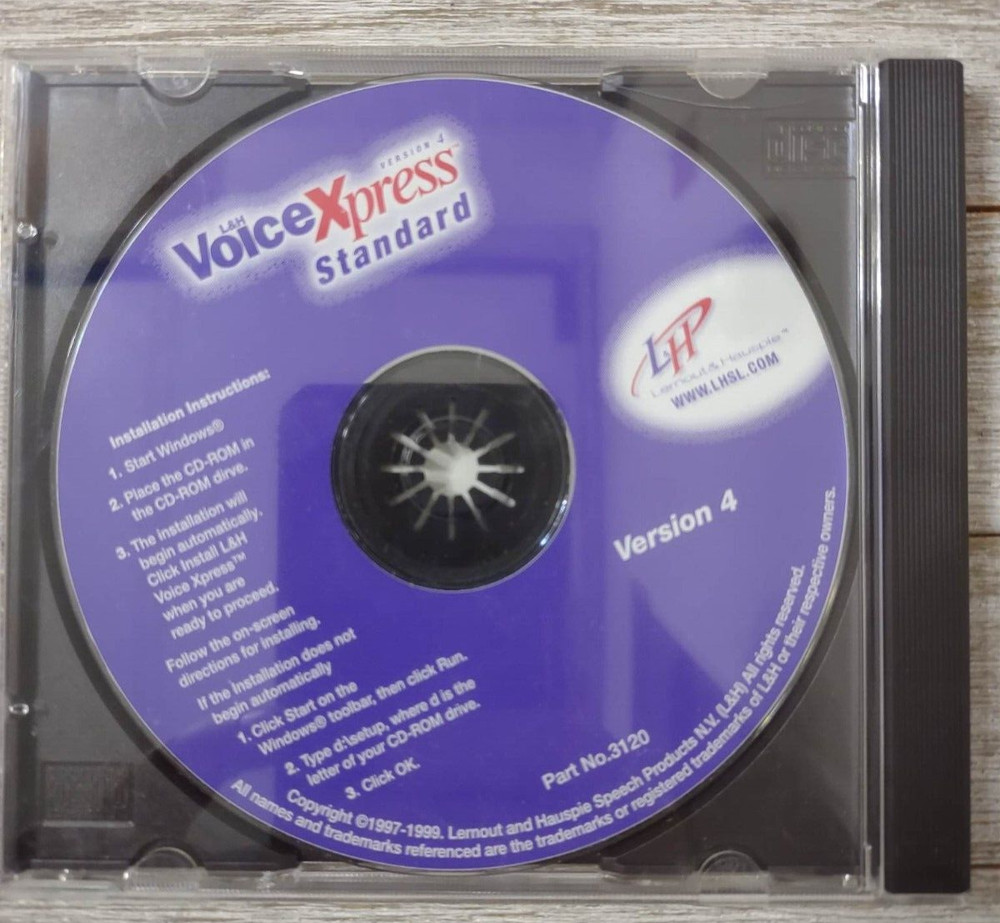 VERSION 4
L&H
VoiceXpress™
Standard
LH
Lernout & Hauspie™
WWW.LHSL.COM
Installation Instructions:
1. Start Windows®
2. Place the CD-ROM in
the CD-ROM dirve.
3. The installation will
begin automatically.
Click Install L&H
Voice Xpress™
when you are
ready to proceed.
Follow the on-screen
directions for installing.
If the Installation does not
begin automatically
1. Click Start on the
Windows® toolbar, then click Run.
2. Type d:\setup, where d is the
letter of your CD-ROM drive.
3. Click OK.
Version 4
Part No.3120
Copyright ©1997-1999. Lernout and Hauspie Speech Products N.V. (L&H) All rights reserved.
All names and trademarks referenced are the trademarks or registered trademarks of L&H or their respective owners.